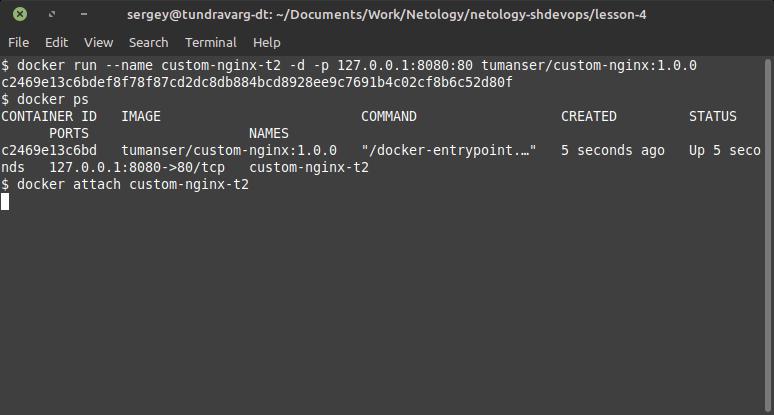 sergey@tundravarg-dt: ~/Documents/Work/Netology/netology-shdevops/lesson-4
File Edit View Search Terminal Help
$ docker run --name custom-nginx-t2 -d -p 127.0.0.1:8080:80 tumanser/custom-nginx:1.0.0
c2469e13c6bdef8f78f87cd2dc8db884bcd8928ee9c7691b4c02cf8b6c52d80f
$ docker ps
CONTAINER ID   IMAGE                         COMMAND                  CREATED         STATUS
      PORTS                    NAMES
c2469e13c6bd   tumanser/custom-nginx:1.0.0   "/docker-entrypoint.…"   5 seconds ago   Up 5 seco
nds   127.0.0.1:8080->80/tcp   custom-nginx-t2
$ docker attach custom-nginx-t2